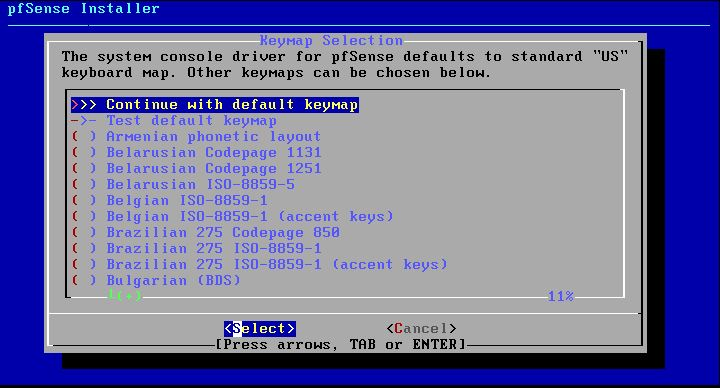 pfSense Installer
Keymap Selection
The system console driver for pfSense defaults to standard "US"
keyboard map. Other keymaps can be chosen below.
>>> Continue with default keymap
->- Test default keymap
( ) Armenian phonetic layout
( ) Belarusian Codepage 1131
( ) Belarusian Codepage 1251
( ) Belarusian ISO-8859-5
( ) Belgian ISO-8859-1
( ) Belgian ISO-8859-1 (accent keys)
( ) Brazilian 275 Codepage 850
( ) Brazilian 275 ISO-8859-1
( ) Brazilian 275 ISO-8859-1 (accent keys)
( ) Bulgarian (BDS)
(+) 11%
<Select> <Cancel>
[Press arrows, TAB or ENTER]